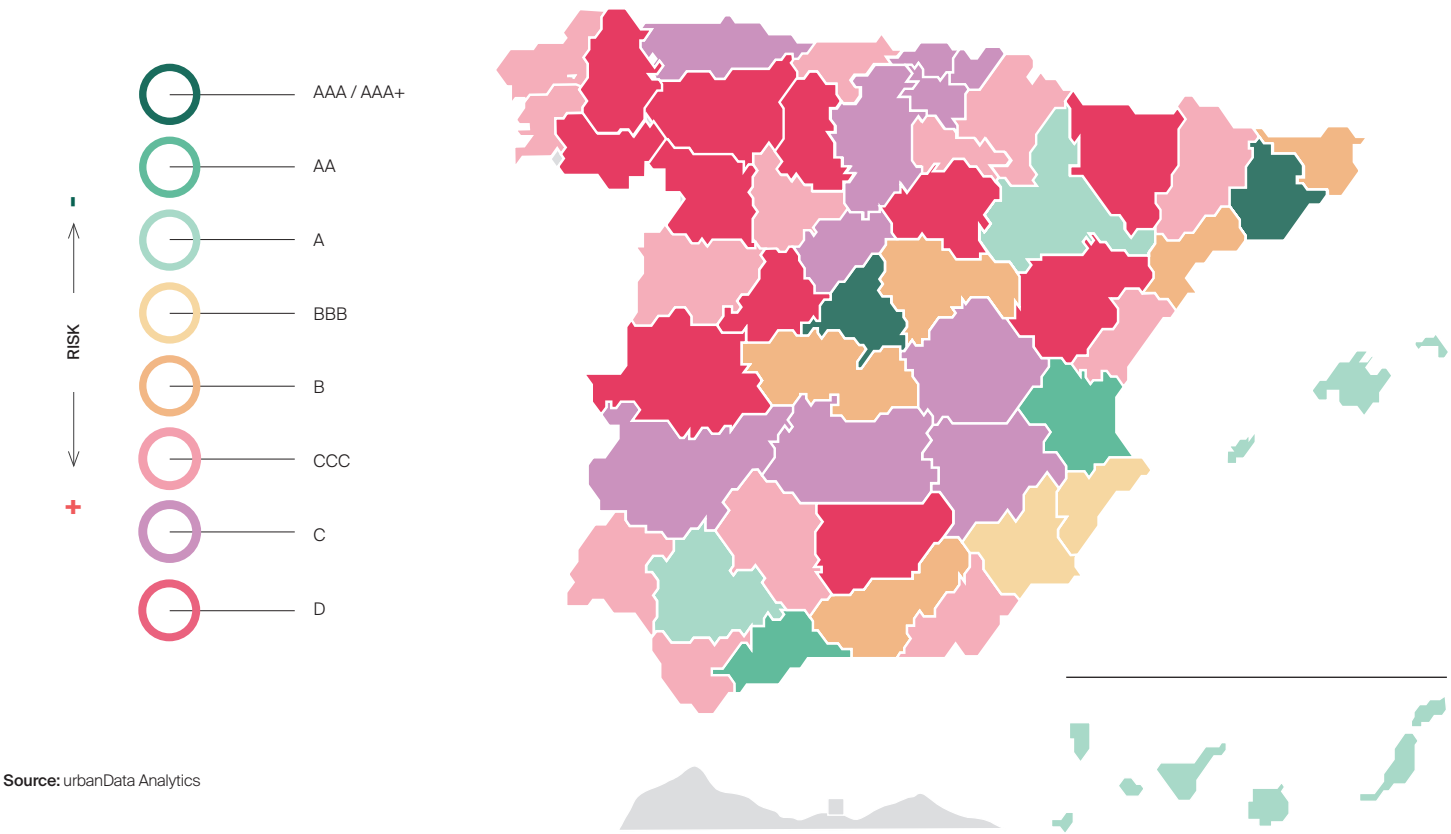 AAA / AAA+
AA
-
A
BBB
RISK
B
CCC
+
C
D
Source: urbanData Analytics